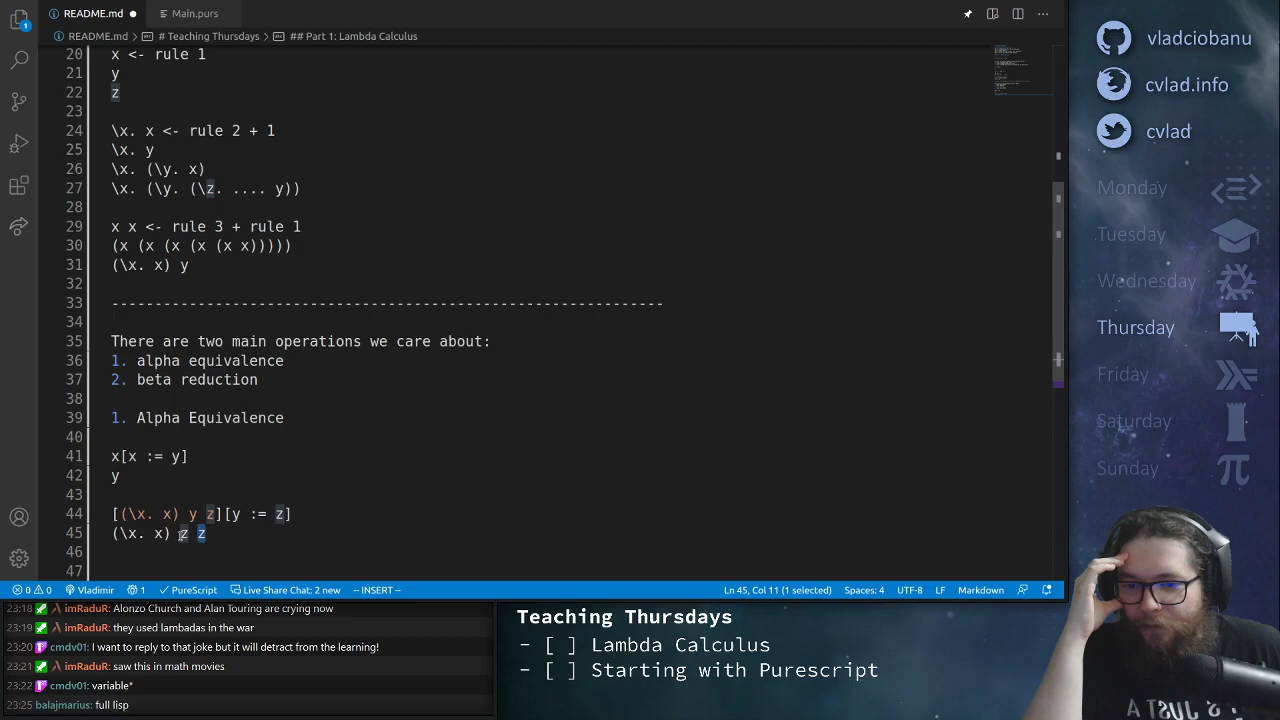 README.md
Main.purs
README.md > # Teaching Thursdays > ## Part 1: Lambda Calculus
20 x <- rule 1
21 y
22 z
23
24 \x. x <- rule 2 + 1
25 \x. y
26 \x. (\y. x)
27 \x. (\y. (\z. .... y))
28
29 x x <- rule 3 + rule 1
30 (x (x (x (x (x x)))))
31 (\x. x) y
32
33 ----------------------------------------------------------------
34
35 There are two main operations we care about:
36 1. alpha equivalence
37 2. beta reduction
38
39 1. Alpha Equivalence
40
41 x[x := y]
42 y
43
44 [(\x. x) y z][y := z]
45 (\x. x) z z
46
47
1
0 0 1 Vladimir PureScript Live Share Chat: 2 new -- INSERT -- Ln 45, Col 11 (1 selected) Spaces: 4 UTF-8 LF Markdown
23:18 imRaduR: Alonzo Church and Alan Touring are crying now
23:19 imRaduR: they used lambadas in the war
23:20 cmdv01: I want to reply to that joke but it will detract from the learning!
23:21 imRaduR: saw this in math movies
23:22 cmdv01: variable*
23:25 balajmarius: full lisp
Teaching Thursdays
- [ ] Lambda Calculus
- [ ] Starting with Purescript
vladciobanu
cvlad.info
cvlad
Monday
Tuesday
Wednesday
Thursday
Friday
Saturday
Sunday